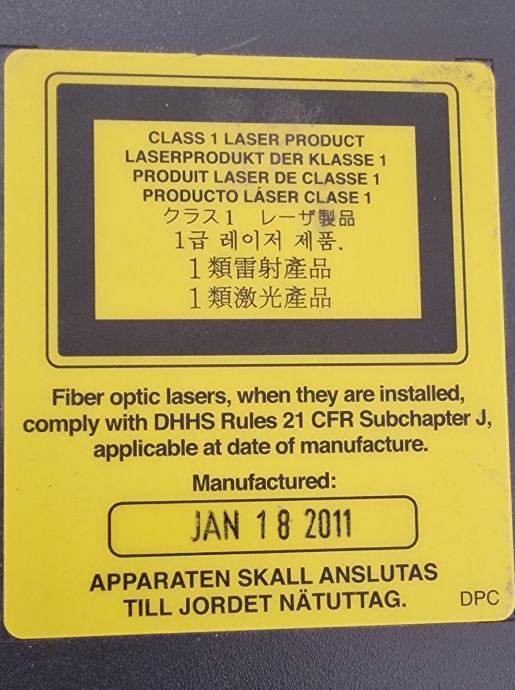 CLASS 1 LASER PRODUCT
LASERPRODUKT DER KLASSE 1
PRODUIT LASER DE CLASSE 1
PRODUCTO LÁSER CLASE 1
クラス1 レーザ製品
1급 레이저 제품.
1類雷射產品
1類激光產品
Fiber optic lasers, when they are installed,
comply with DHHS Rules 21 CFR Subchapter J,
applicable at date of manufacture.
Manufactured:
JAN 18 2011
APPARATEN SKALL ANSLUTAS
TILL JORDET NÄTUTTAG.
DPC